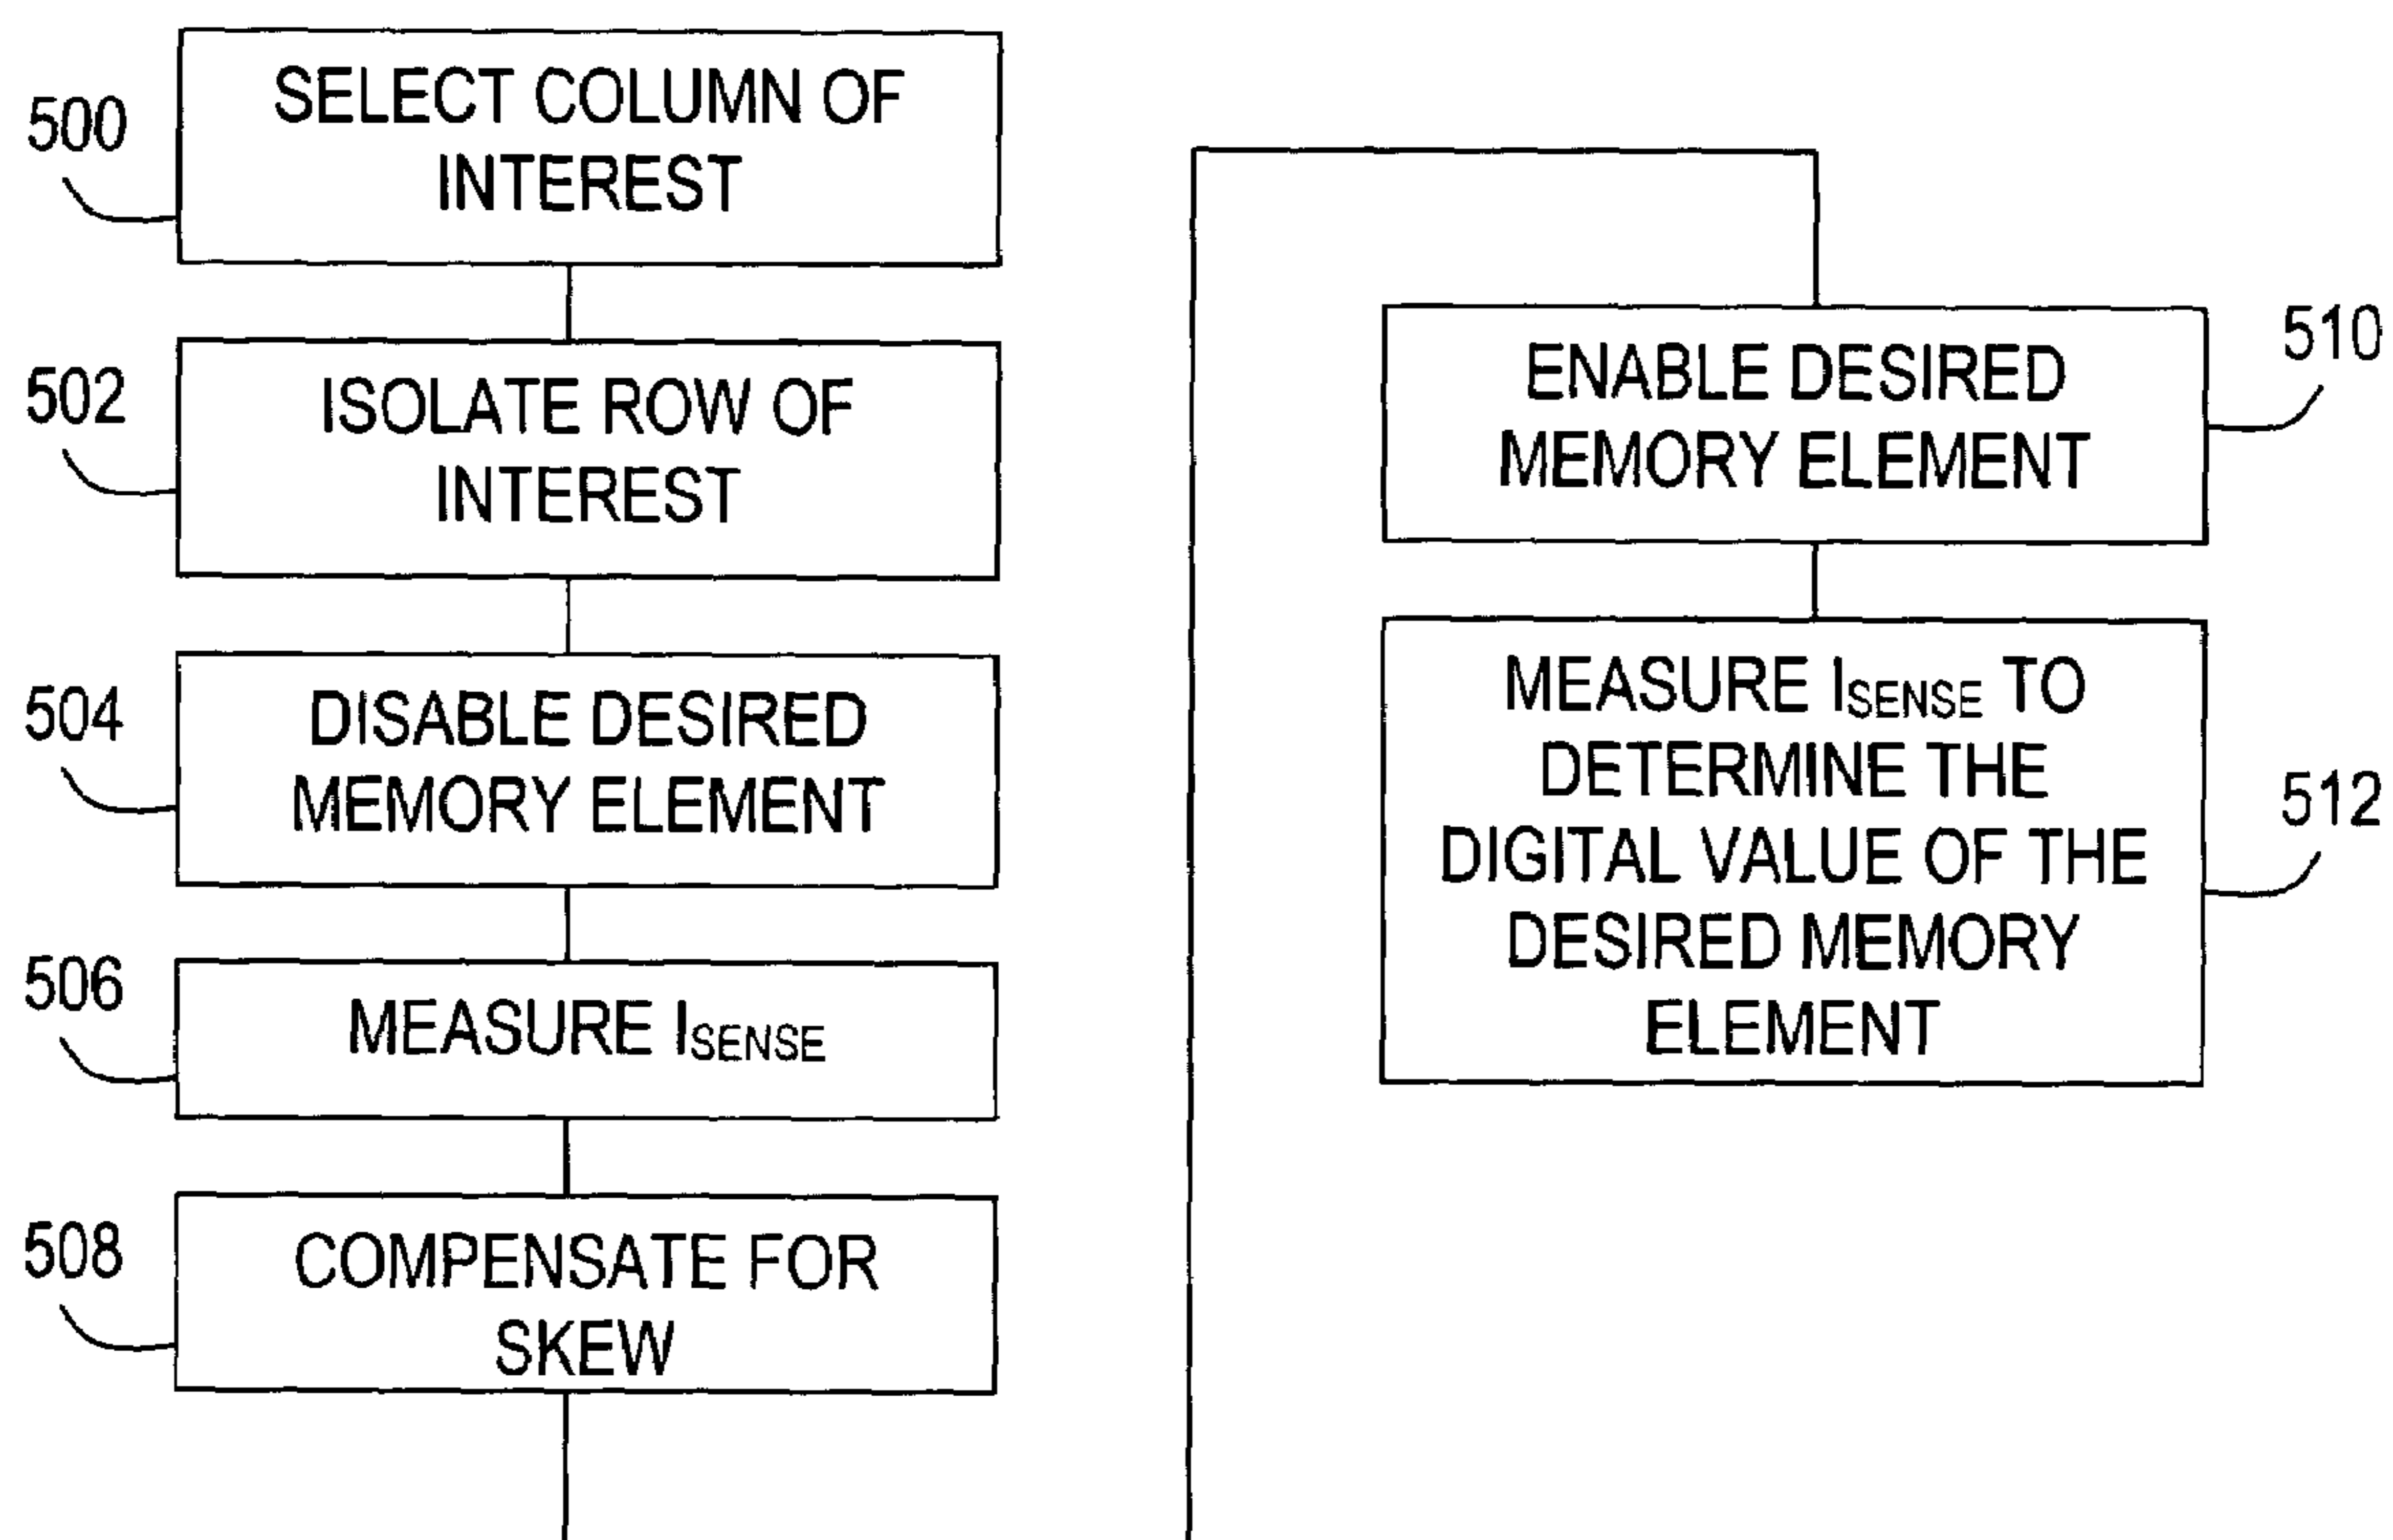 500
SELECT COLUMN OF
INTEREST
502
ISOLATE ROW OF
INTEREST
504
DISABLE DESIRED
MEMORY ELEMENT
506
MEASURE ISENSE
508
COMPENSATE FOR
SKEW
510
ENABLE DESIRED
MEMORY ELEMENT
512
MEASURE ISENSE TO
DETERMINE THE
DIGITAL VALUE OF THE
DESIRED MEMORY
ELEMENT